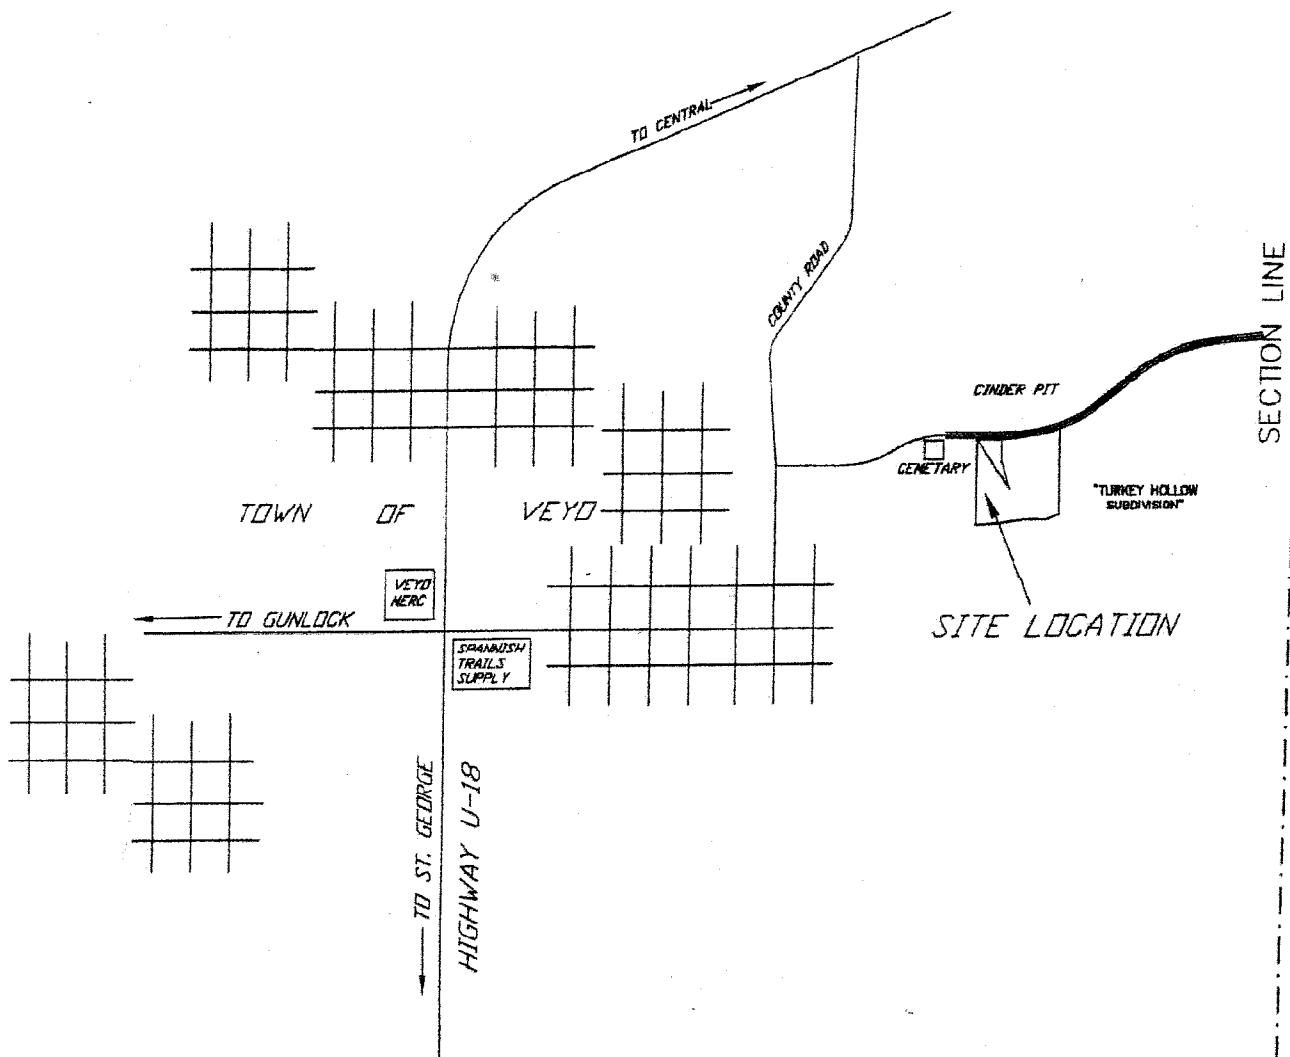 TO CENTRAL
COUNTY ROAD
SECTION LINE
CINDER PIT
CEMETARY
"TURKEY HOLLOW
SUBDIVISION"
TOWN OF VEYO
VEYO
MERC
TO GUNLOCK
SPANNISH
TRAILS
SUPPLY
SITE LOCATION
TO ST. GEORGE
HIGHWAY U-18